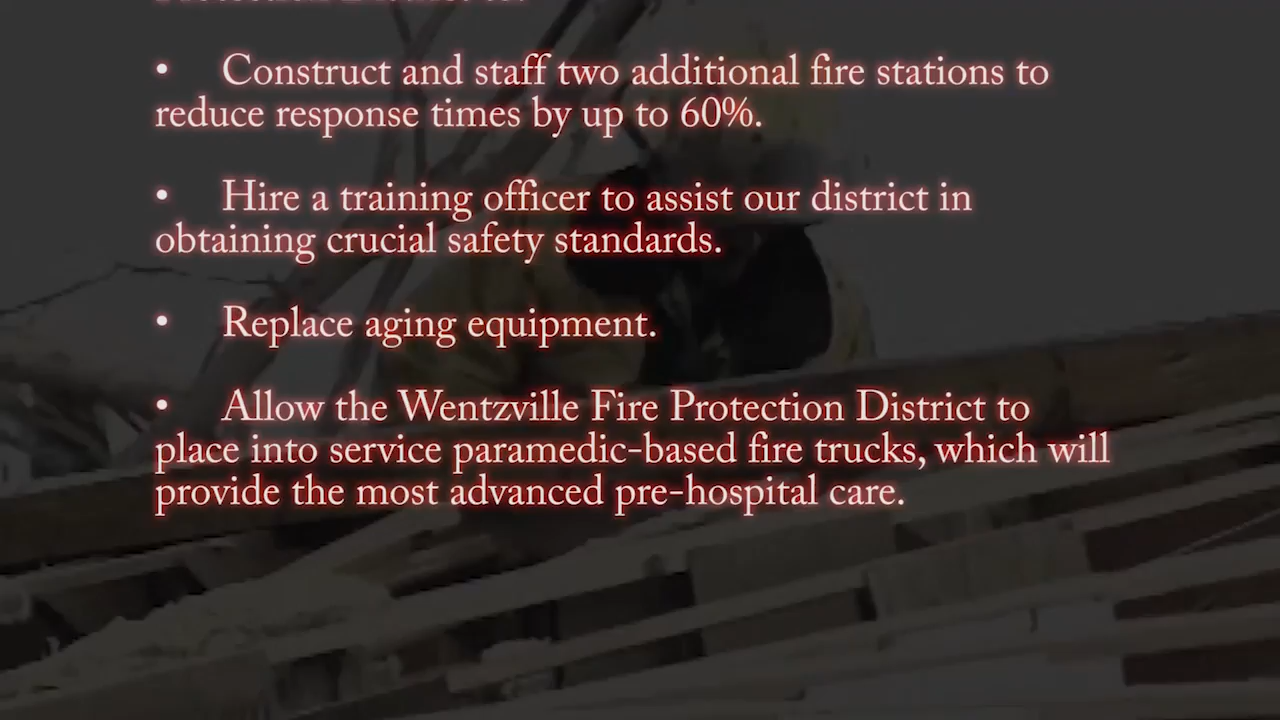 • Construct and staff two additional fire stations to
reduce response times by up to 60%.
• Hire a training officer to assist our district in
obtaining crucial safety standards.
• Replace aging equipment.
• Allow the Wentzville Fire Protection District to
place into service paramedic-based fire trucks, which will
provide the most advanced pre-hospital care.